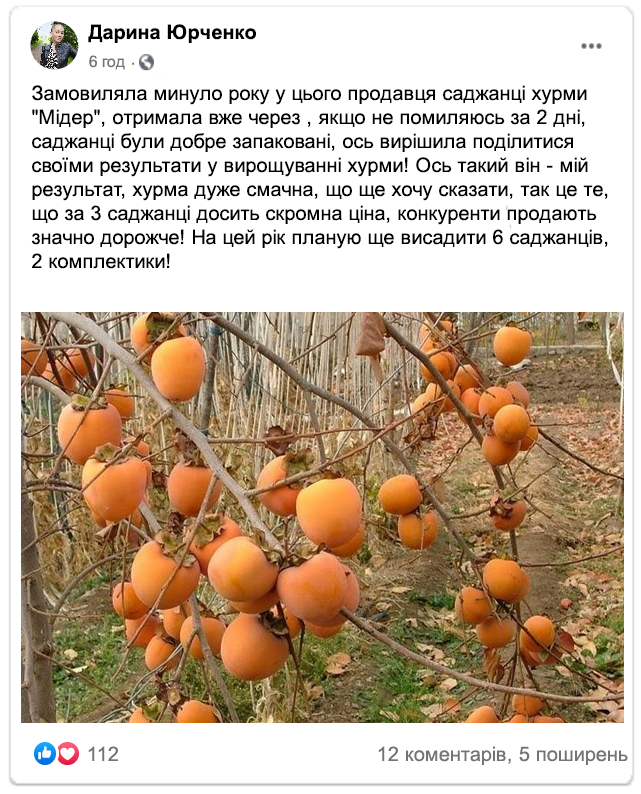 Дарина Юрченко
6 год ·
Замовиляла минуло року у цього продавця саджанці хурми
"Мідер", отримала вже через , якщо не помиляюсь за 2 дні,
саджанці були добре запаковані, ось вирішила поділитися
своїми результати у вирощуванні хурми! Ось такий він - мій
результат, хурма дуже смачна, що ще хочу сказати, так це те,
що за 3 саджанці досить скромна ціна, конкуренти продають
значно дорожче! На цей рік планую ще висадити 6 саджанців,
2 комплектики!
112
12 коментарів, 5 поширень